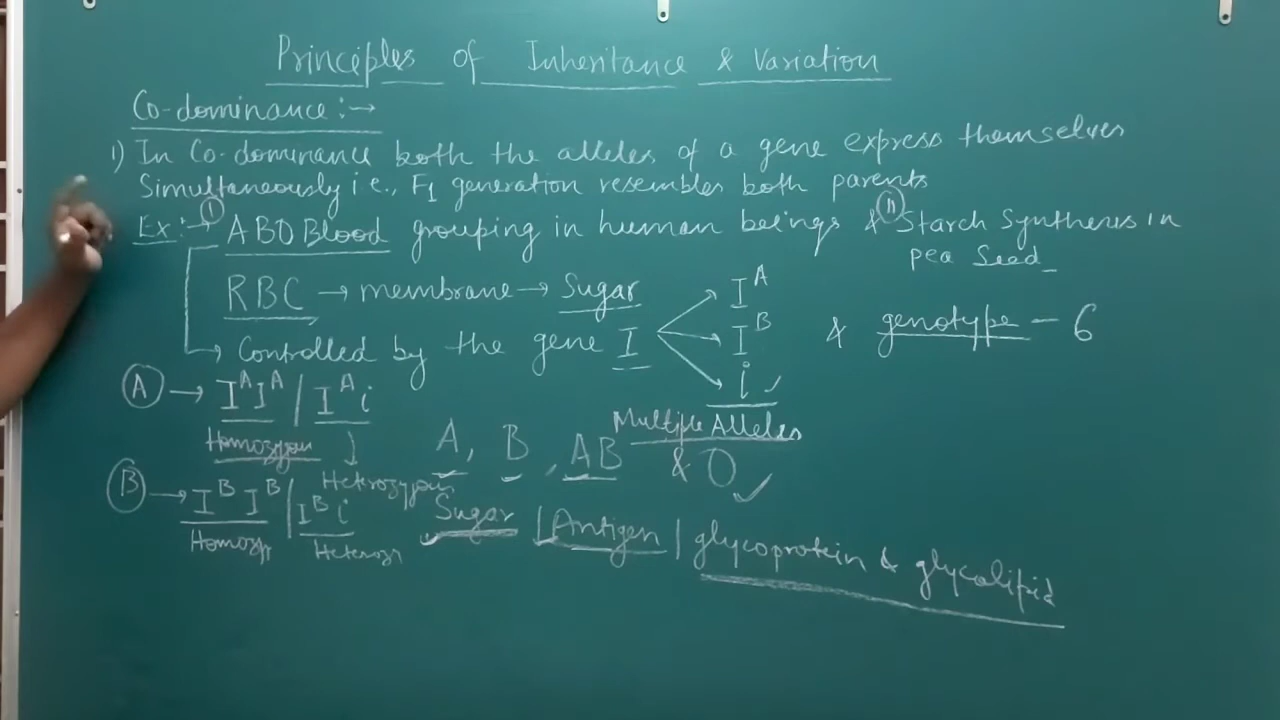 Principles of Inheritance & Variation
Co-dominance:→
1) In Co-dominance both the alleles of a gene express themselves
Simultaneously i e., F1 generation resembles both parents
Ex:→ (I) ABO Blood grouping in human beings & (II) Starch Synthesis in
pea Seed
RBC → membrane → Sugar
Controlled by the gene I
I^A
I^B
i
& genotype - 6
Multiple Alleles
(A) → I^A I^A / I^A i
Homozygous
Heterozygous
A, B, AB & O
(B) → I^B I^B / I^B i
Homozy
Heterozy
Sugar | Antigen | glycoprotein & glycolipid